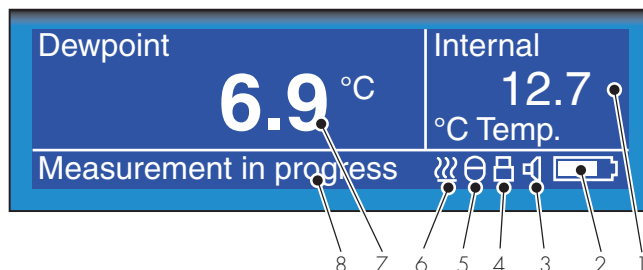 Dewpoint
6.9 °C
Internal
12.7
°C Temp.
Measurement in progress
8 7 6 5 4 3 2 1